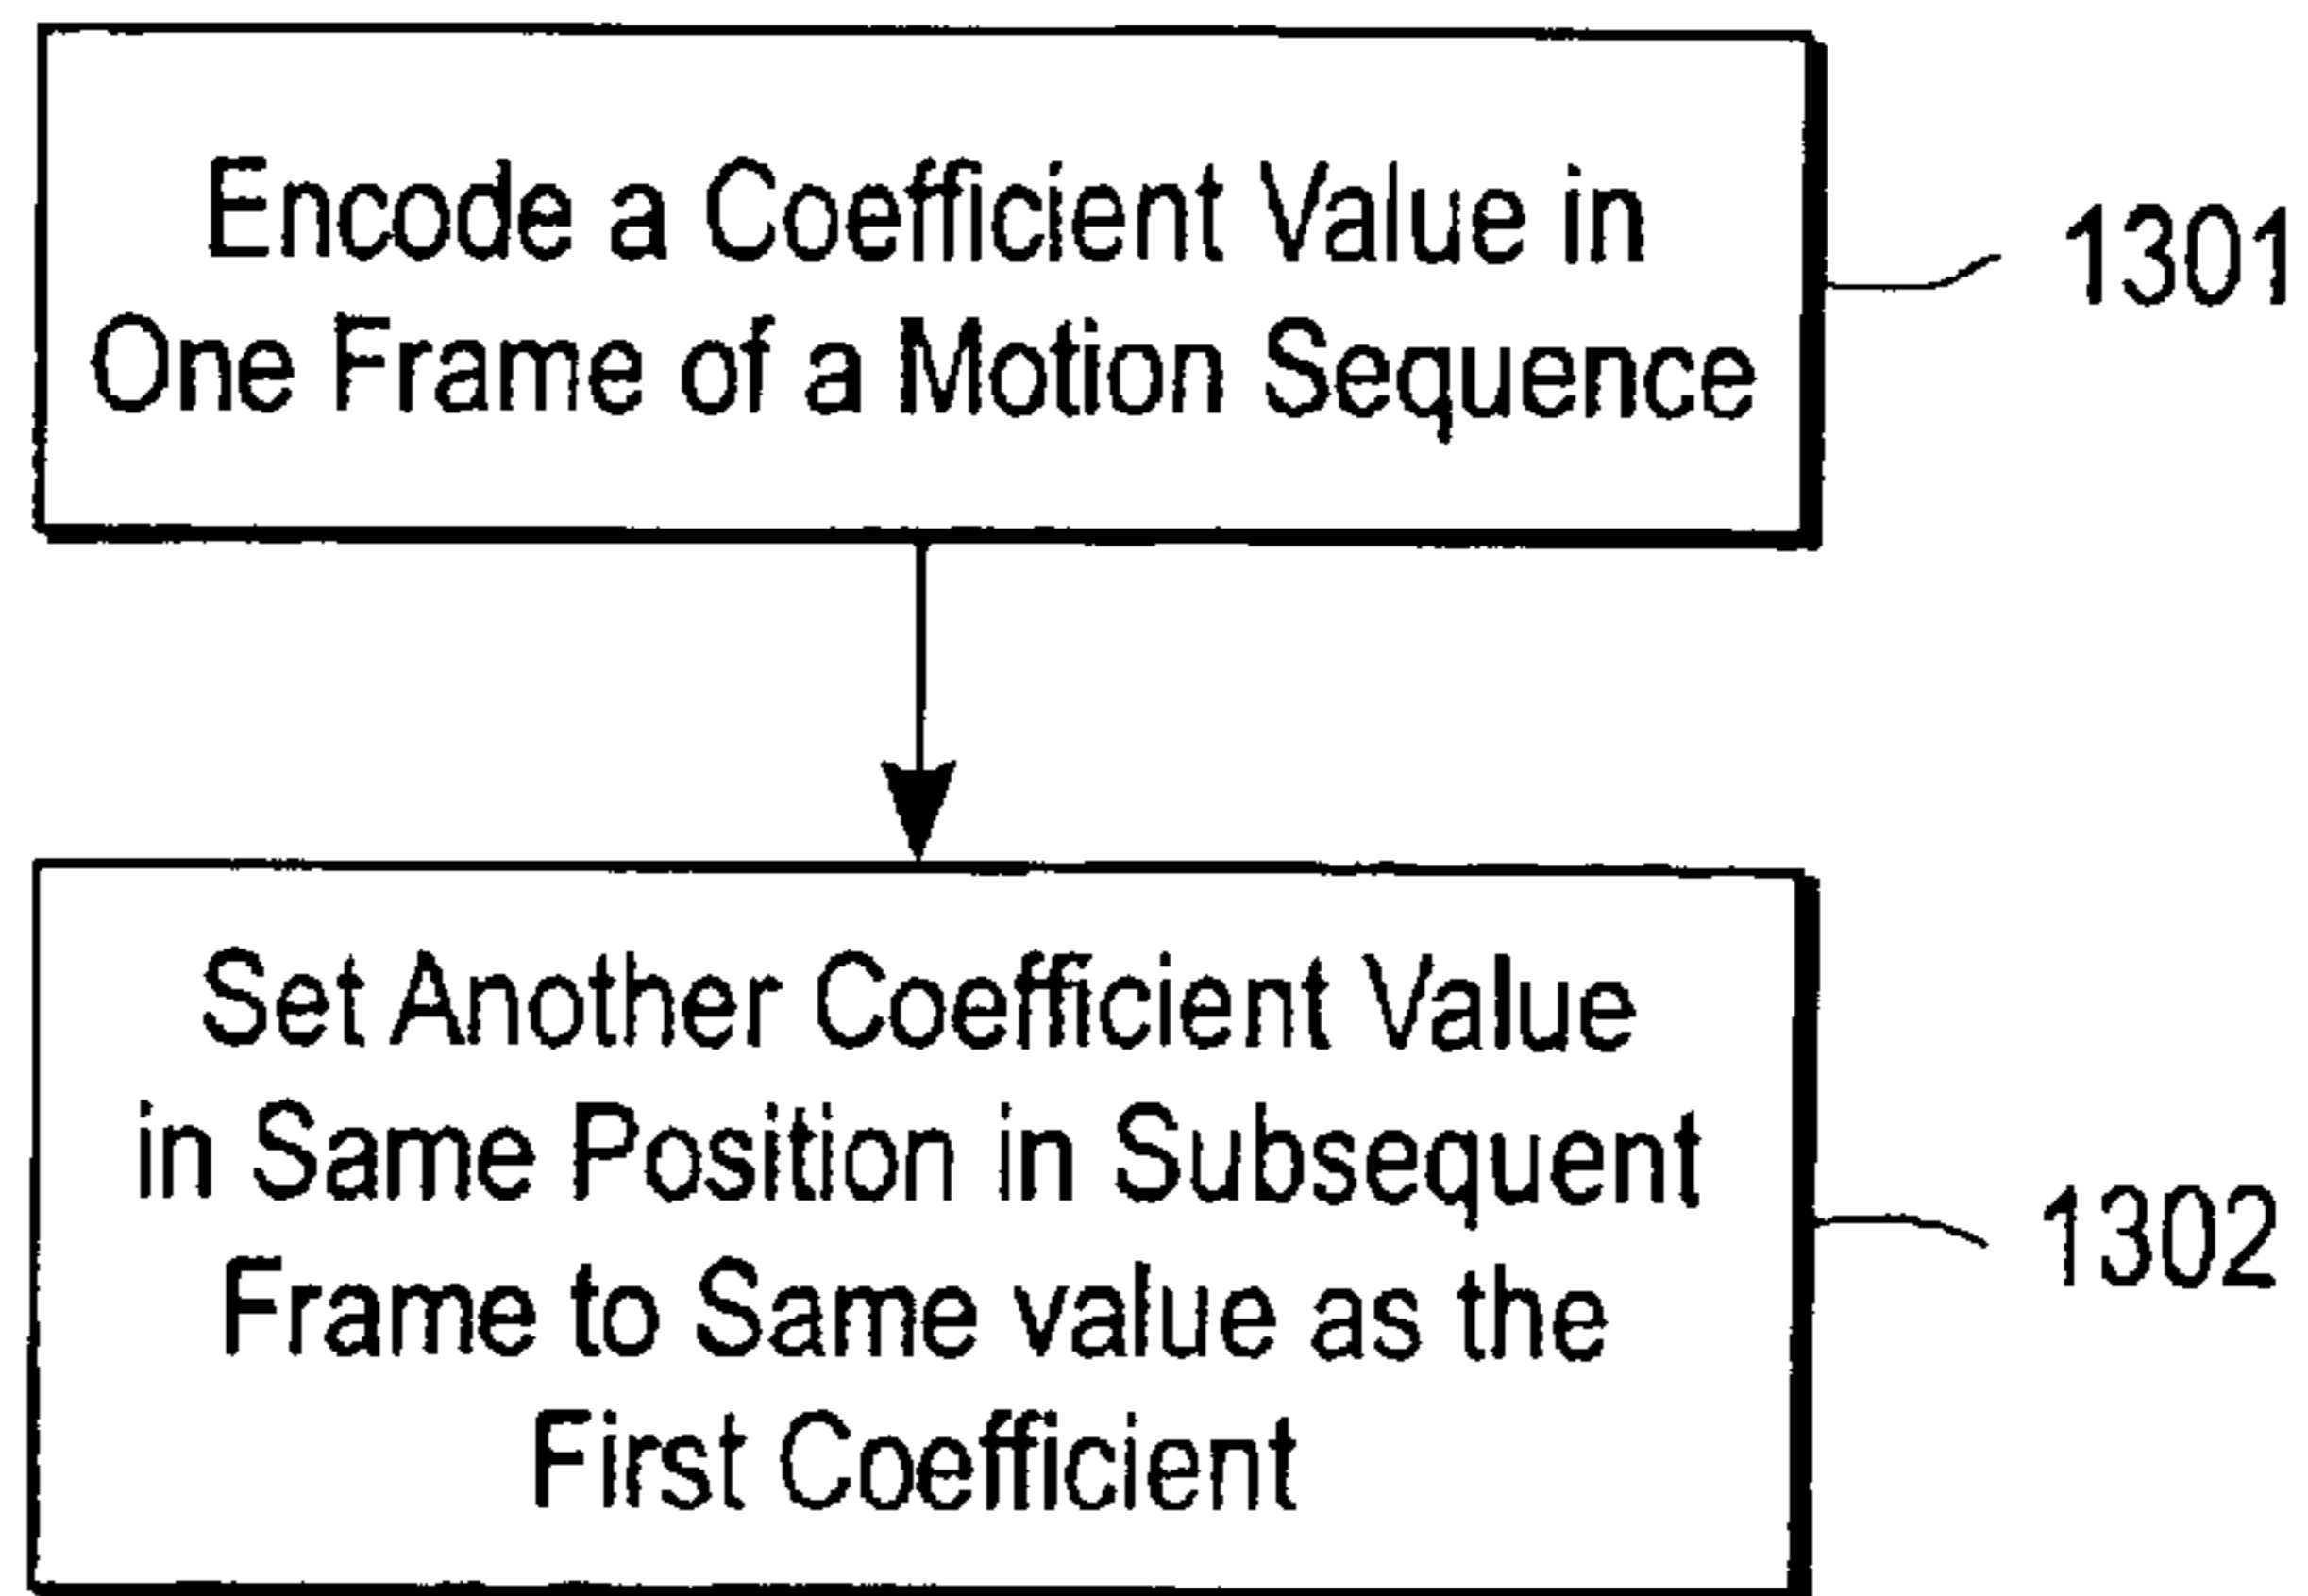 Encode a Coefficient Value in
One Frame of a Motion Sequence
1301
Set Another Coefficient Value
in Same Position in Subsequent
Frame to Same value as the
First Coefficient
1302